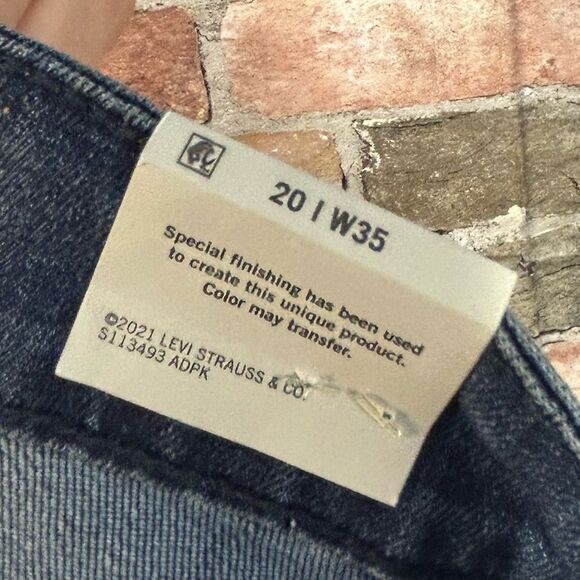 20 / W35
Special finishing has been used
to create this unique product.
Color may transfer.
©2021 LEVI STRAUSS & CO.
S113493 ADPK